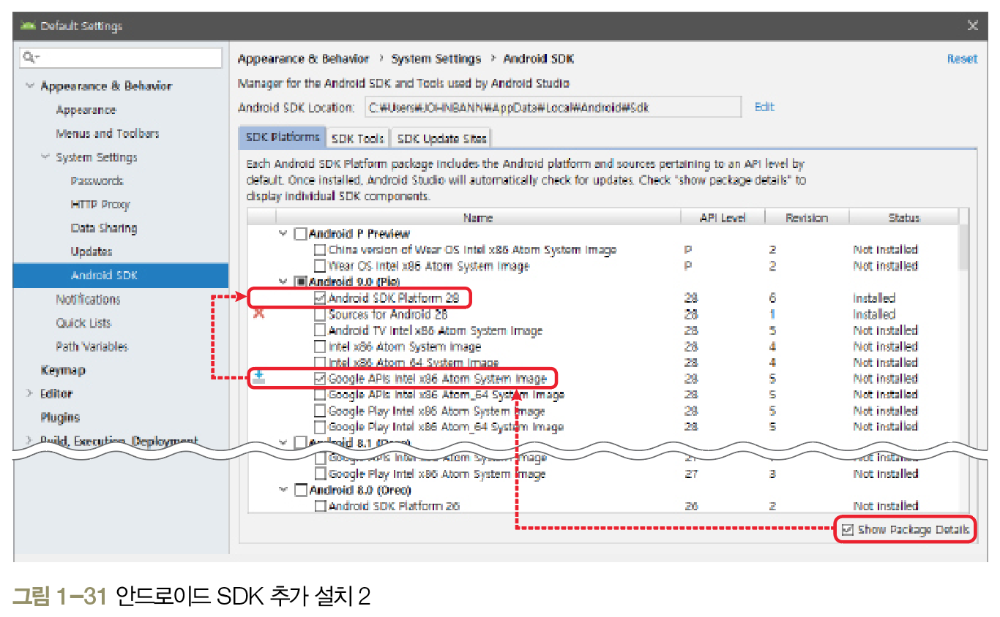 Default Settings
Appearance & Behavior
Appearance
Menus and Toolbars
System Settings
Passwords
HTTP Proxy
Data Sharing
Updates
Android SDK
Notifications
Quick Lists
Path Variables
Keymap
Editor
Plugins
Build, Execution, Deployment
Appearance & Behavior > System Settings > Android SDK Reset
Manager for the Android SDK and Tools used by Android Studio
Android SDK Location: C:₩Users₩JOHNBANN₩AppData₩Local₩Android₩Sdk Edit
SDK Platforms SDK Tools SDK Update Sites
Each Android SDK Platform package includes the Android platform and sources pertaining to an API level by
default. Once installed, Android Studio will automatically check for updates. Check "show package details" to
display individual SDK components.
Name API Level Revision Status
Android P Preview
China version of Wear OS Intel x86 Atom System Image P 2 Not installed
Wear OS Intel x86 Atom System Image P 2 Not installed
Android 9.0 (Pie)
Android SDK Platform 28 28 6 Installed
Sources for Android 28 28 1 Installed
Android TV Intel x86 Atom System Image 28 5 Not installed
Intel x86 Atom System Image 28 4 Not installed
Intel x86 Atom_64 System Image 28 4 Not installed
Google APIs Intel x86 Atom System Image 28 5 Not installed
Google APIs Intel x86 Atom_64 System Image 28 5 Not installed
Google Play Intel x86 Atom System Image 28 5 Not installed
Google Play Intel x86 Atom_64 System Image 28 5 Not installed
Android 8.1 (Oreo)
Google APIs Intel x86 Atom System Image 27 Not installed
Google Play Intel x86 Atom System Image 27 3 Not installed
Android 8.0 (Oreo)
Android SDK Platform 26 26 2 Not installed
Show Package Details
그림 1-31 안드로이드 SDK 추가 설치 2